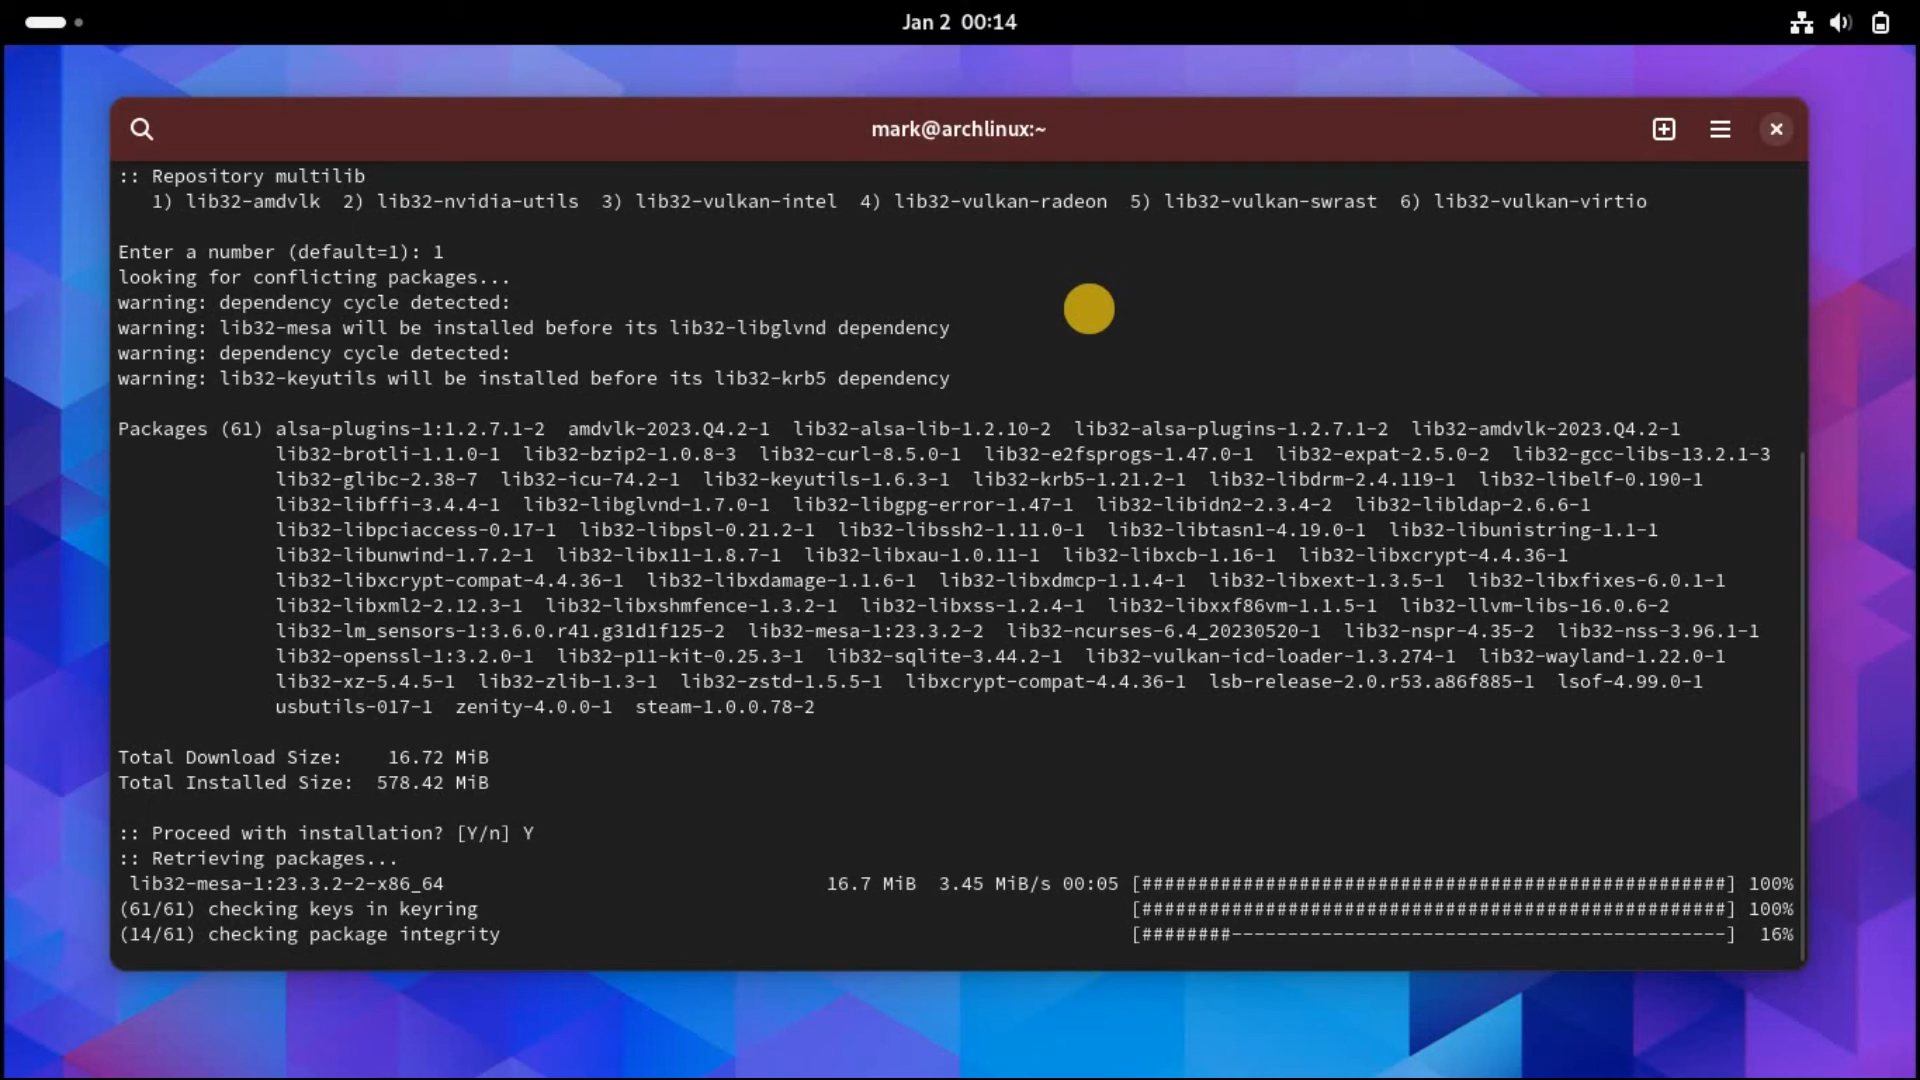 Jan 2 00:14
mark@archlinux:~
:: Repository multilib
1) lib32-amdvlk 2) lib32-nvidia-utils 3) lib32-vulkan-intel 4) lib32-vulkan-radeon 5) lib32-vulkan-swrast 6) lib32-vulkan-virtio
Enter a number (default=1): 1
looking for conflicting packages...
warning: dependency cycle detected:
warning: lib32-mesa will be installed before its lib32-libglvnd dependency
warning: dependency cycle detected:
warning: lib32-keyutils will be installed before its lib32-krb5 dependency
Packages (61) alsa-plugins-1:1.2.7.1-2 amdvlk-2023.Q4.2-1 lib32-alsa-lib-1.2.10-2 lib32-alsa-plugins-1.2.7.1-2 lib32-amdvlk-2023.Q4.2-1
lib32-brotli-1.1.0-1 lib32-bzip2-1.0.8-3 lib32-curl-8.5.0-1 lib32-e2fsprogs-1.47.0-1 lib32-expat-2.5.0-2 lib32-gcc-libs-13.2.1-3
lib32-glibc-2.38-7 lib32-icu-74.2-1 lib32-keyutils-1.6.3-1 lib32-krb5-1.21.2-1 lib32-libdrm-2.4.119-1 lib32-libelf-0.190-1
lib32-libffi-3.4.4-1 lib32-libglvnd-1.7.0-1 lib32-libgpg-error-1.47-1 lib32-libidn2-2.3.4-2 lib32-libldap-2.6.6-1
lib32-libpciaccess-0.17-1 lib32-libpsl-0.21.2-1 lib32-libssh2-1.11.0-1 lib32-libtasn1-4.19.0-1 lib32-libunistring-1.1-1
lib32-libunwind-1.7.2-1 lib32-libx11-1.8.7-1 lib32-libxau-1.0.11-1 lib32-libxcb-1.16-1 lib32-libxcrypt-4.4.36-1
lib32-libxcrypt-compat-4.4.36-1 lib32-libxdamage-1.1.6-1 lib32-libxdmcp-1.1.4-1 lib32-libxext-1.3.5-1 lib32-libxfixes-6.0.1-1
lib32-libxml2-2.12.3-1 lib32-libxshmfence-1.3.2-1 lib32-libxss-1.2.4-1 lib32-libxxf86vm-1.1.5-1 lib32-llvm-libs-16.0.6-2
lib32-lm_sensors-1:3.6.0.r41.g31d1f125-2 lib32-mesa-1:23.3.2-2 lib32-ncurses-6.4_20230520-1 lib32-nspr-4.35-2 lib32-nss-3.96.1-1
lib32-openssl-1:3.2.0-1 lib32-p11-kit-0.25.3-1 lib32-sqlite-3.44.2-1 lib32-vulkan-icd-loader-1.3.274-1 lib32-wayland-1.22.0-1
lib32-xz-5.4.5-1 lib32-zlib-1.3-1 lib32-zstd-1.5.5-1 libxcrypt-compat-4.4.36-1 lsb-release-2.0.r53.a86f885-1 lsof-4.99.0-1
usbutils-017-1 zenity-4.0.0-1 steam-1.0.0.78-2
Total Download Size: 16.72 MiB
Total Installed Size: 578.42 MiB
:: Proceed with installation? [Y/n] Y
:: Retrieving packages...
lib32-mesa-1:23.3.2-2-x86_64 16.7 MiB 3.45 MiB/s 00:05 [####################################################] 100%
(61/61) checking keys in keyring [####################################################] 100%
(14/61) checking package integrity [########--------------------------------------------] 16%